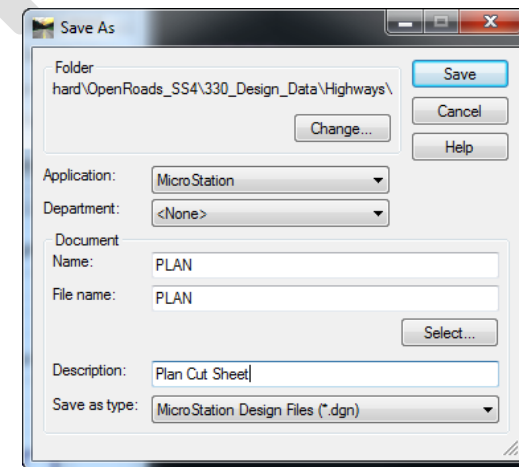 Save As
Folder
hard\OpenRoads_SS4\330_Design_Data\Highways\
Change...
Save
Cancel
Help
Application: MicroStation
Department: <None>
Document
Name: PLAN
File name: PLAN
Select...
Description: Plan Cut Sheet
Save as type: MicroStation Design Files (*.dgn)